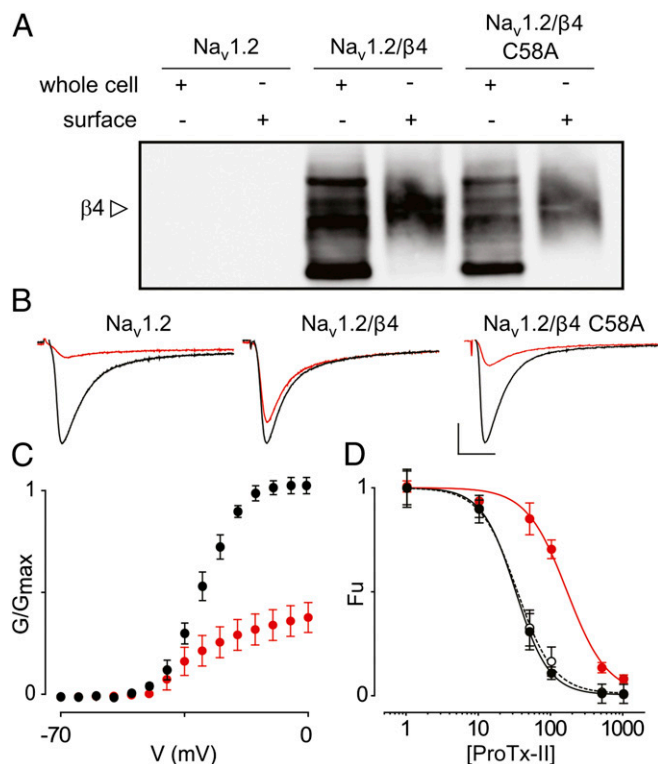 A
Nav1.2 Nav1.2/β4 Nav1.2/β4
C58A
whole cell + - + - + -
surface - + - + - +
β4
B
Nav1.2 Nav1.2/β4 Nav1.2/β4 C58A
C D
1 1
G/Gmax Fu
0 0
-70 0 1 10 100 1000
V (mV) [ProTx-II]